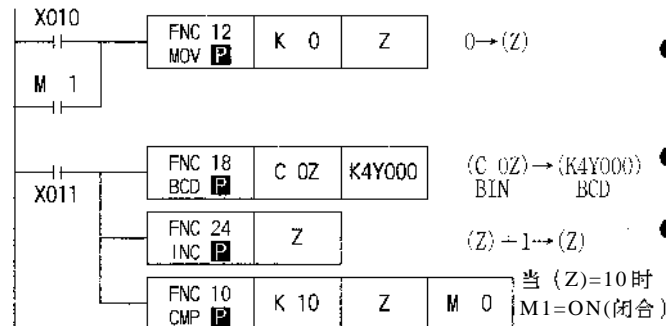 X010
FNC 12
MOV P
K 0
Z
0→(Z)
M 1
X011
FNC 18
BCD P
C 0Z
K4Y000
(C 0Z)→(K4Y000)
BIN BCD
FNC 24
INC P
Z
(Z)+1→(Z)
FNC 10
CMP P
K 10
Z
M 0
当 (Z)=10时
M1=ON(闭合)